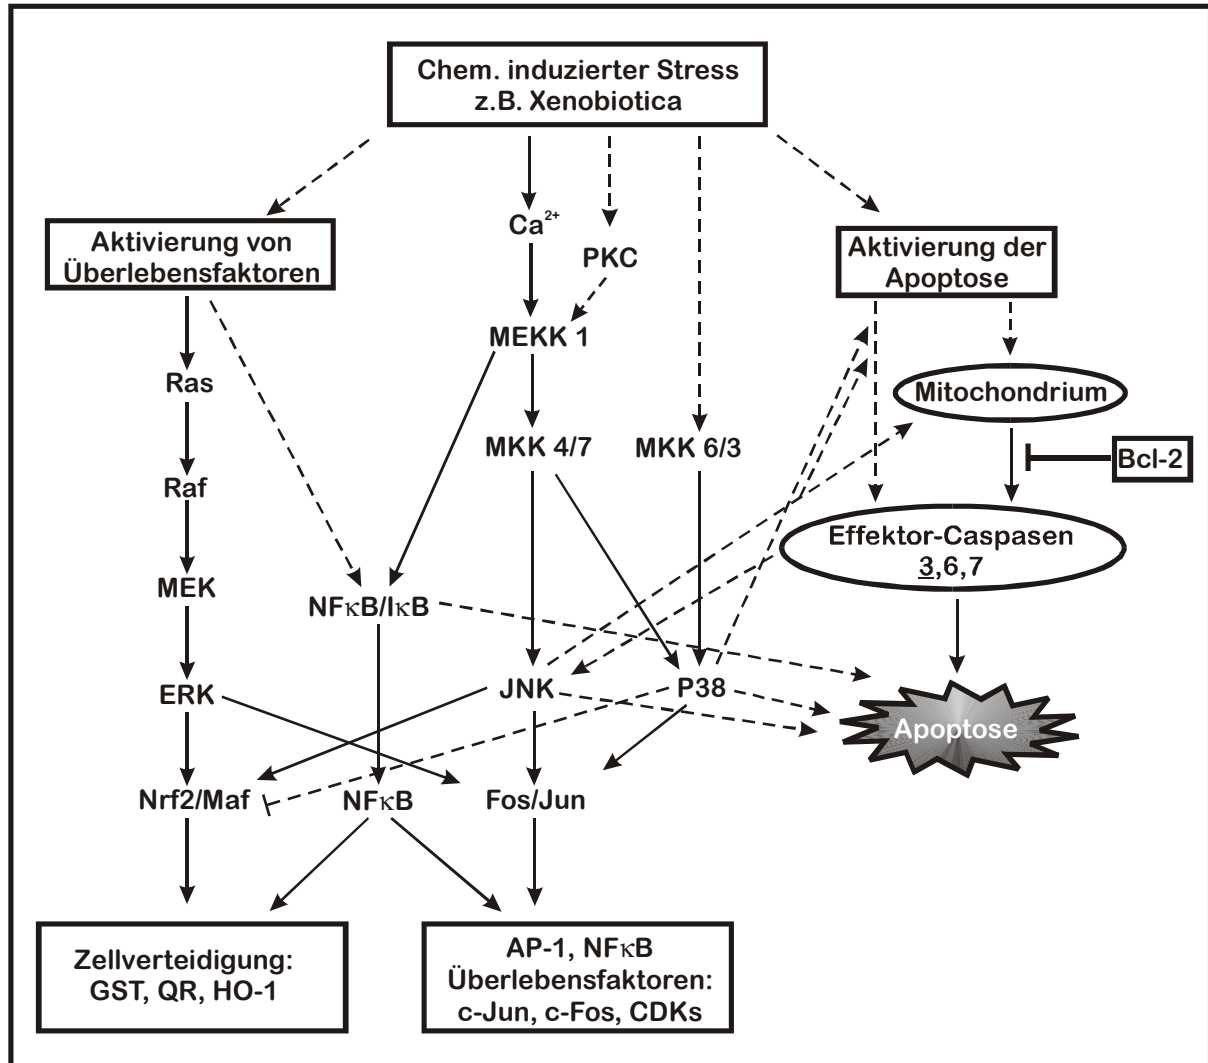 Chem. induzierter Stress
z.B. Xenobiotica
Aktivierung von
Überlebensfaktoren
Ca²⁺
PKC
Aktivierung der
Apoptose
MEKK 1
Ras
Mitochondrium
MKK 4/7
MKK 6/3
Bcl-2
Raf
Effektor-Caspasen
3,6,7
MEK
NFκB/IκB
ERK
JNK
P38
Apoptose
Nrf2/Maf
NFκB
Fos/Jun
Zellverteidigung:
GST, QR, HO-1
AP-1, NFκB
Überlebensfaktoren:
c-Jun, c-Fos, CDKs